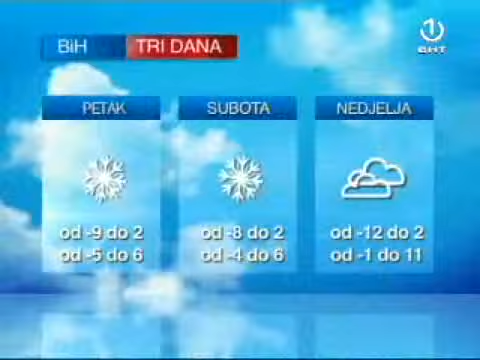 BiH TRI DANA
1
BHT
PETAK SUBOTA NEDJELJA
od -9 do 2 od -8 do 2 od -12 do 2
od -5 do 6 od -4 do 6 od -1 do 11